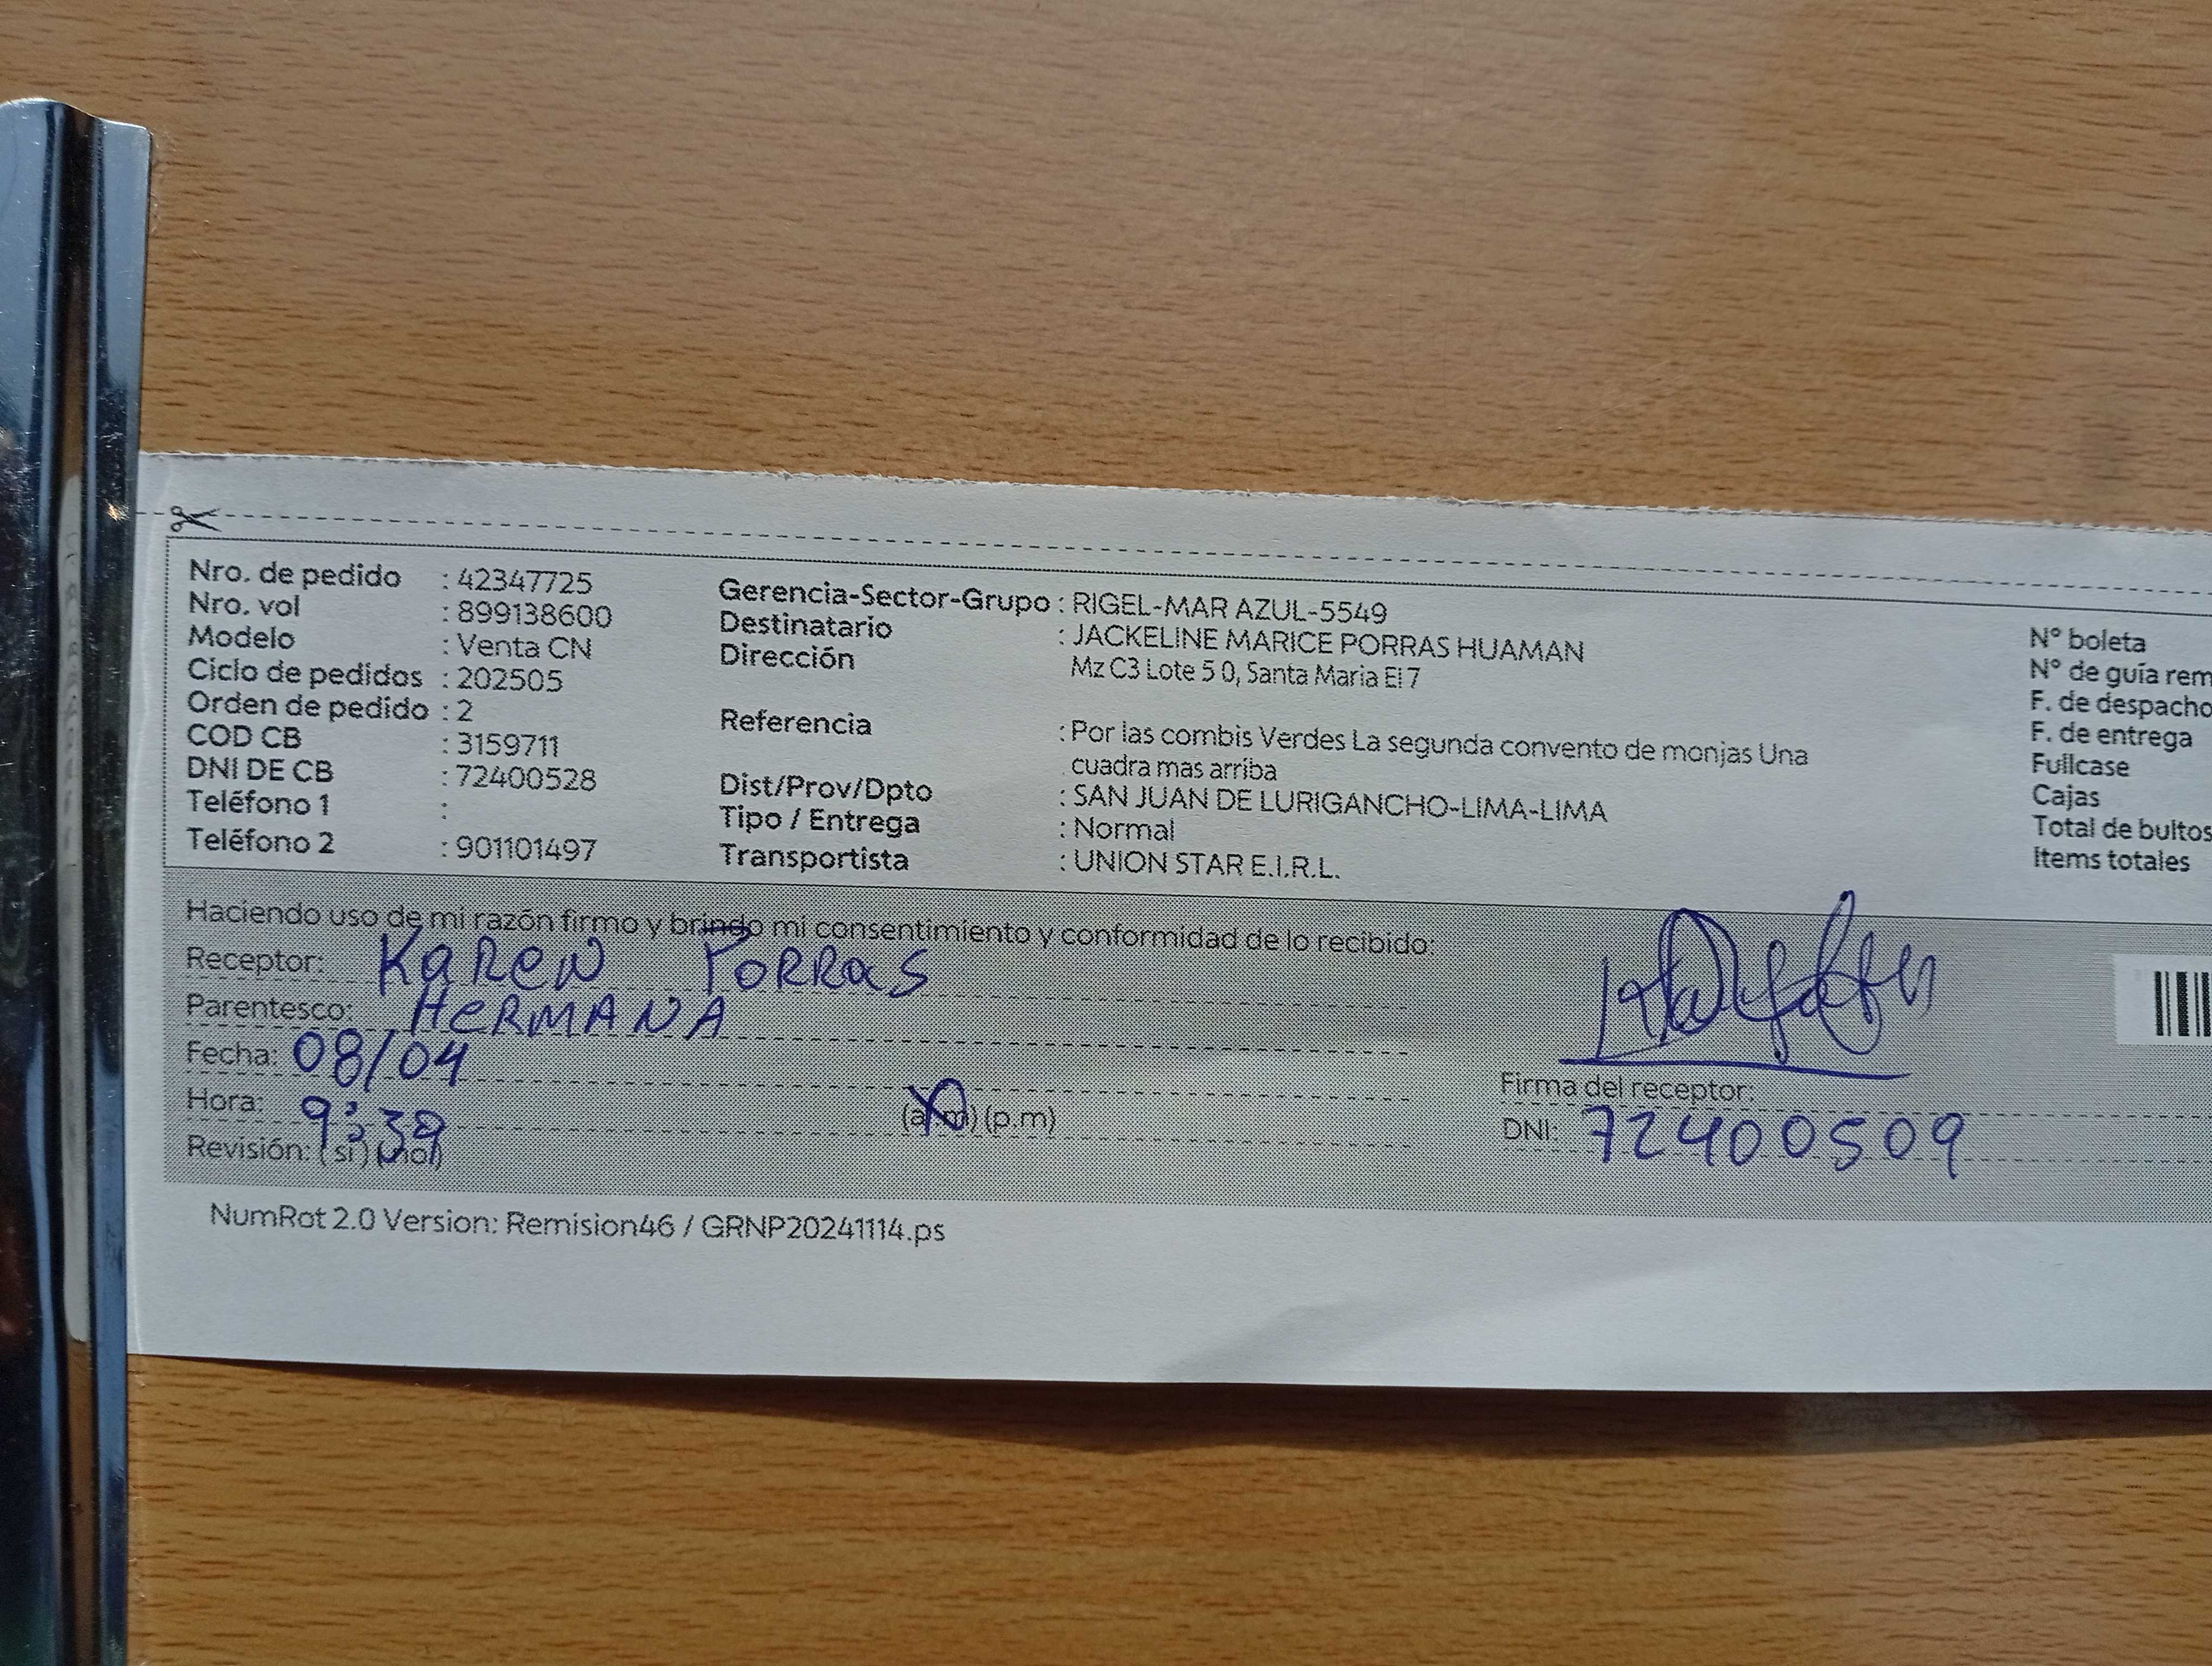 Nro. de pedido : 42347725
Nro. vol : 899138600
Modelo : Venta CN
Ciclo de pedidos : 202505
Orden de pedido : 2
COD CB : 3159711
DNI DE CB : 72400528
Teléfono 1 :
Teléfono 2 : 901101497
Gerencia-Sector-Grupo : RIGEL-MAR AZUL-5549
Destinatario : JACKELINE MARICE PORRAS HUAMAN
Dirección Mz C3 Lote 5 0, Santa Maria El 7
Referencia : Por las combis Verdes La segunda convento de monjas Una
cuadra mas arriba
Dist/Prov/Dpto : SAN JUAN DE LURIGANCHO-LIMA-LIMA
Tipo / Entrega : Normal
Transportista : UNION STAR E.I.R.L.
N° boleta
N° de guía rem
F. de despacho
F. de entrega
Fullcase
Cajas
Total de bultos
Items totales
Haciendo uso de mi razón firmo y brindo mi consentimiento y conformidad de lo recibido:
Receptor: KaReN PoRRaS
Parentesco: HeRMANA
Fecha: 08/04
Hora: 9:30 (a.m) (p.m)
Revisión: (si) (no)
Firma del receptor:
DNI: 72400509
NumRot 2.0 Version: Remision46 / GRNP20241114.ps